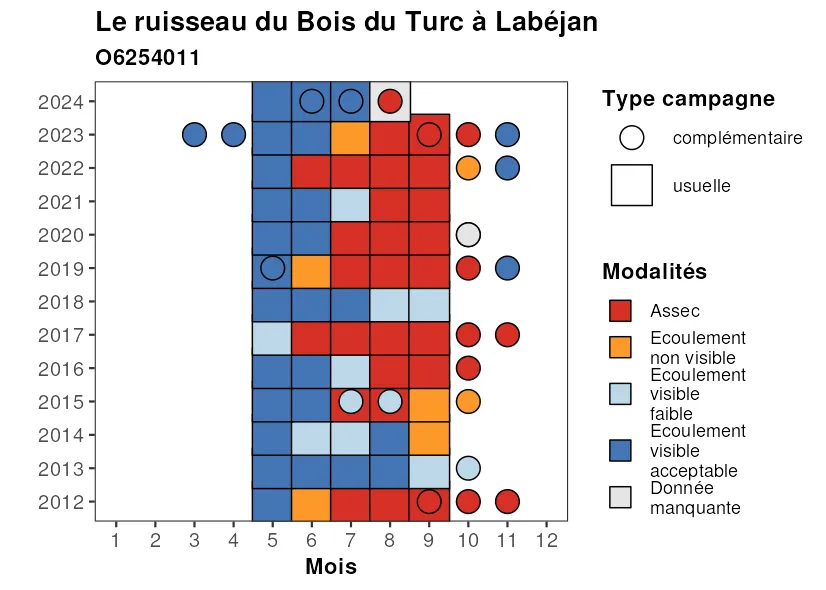 Le ruisseau du Bois du Turc à Labéjan
O6254011
2024
2023
2022
2021
2020
2019
2018
2017
2016
2015
2014
2013
2012
1 2 3 4 5 6 7 8 9 10 11 12
Mois
Type campagne
complémentaire
usuelle
Modalités
Assec
Ecoulement
non visible
Ecoulement
visible
faible
Ecoulement
visible
acceptable
Donnée
manquante